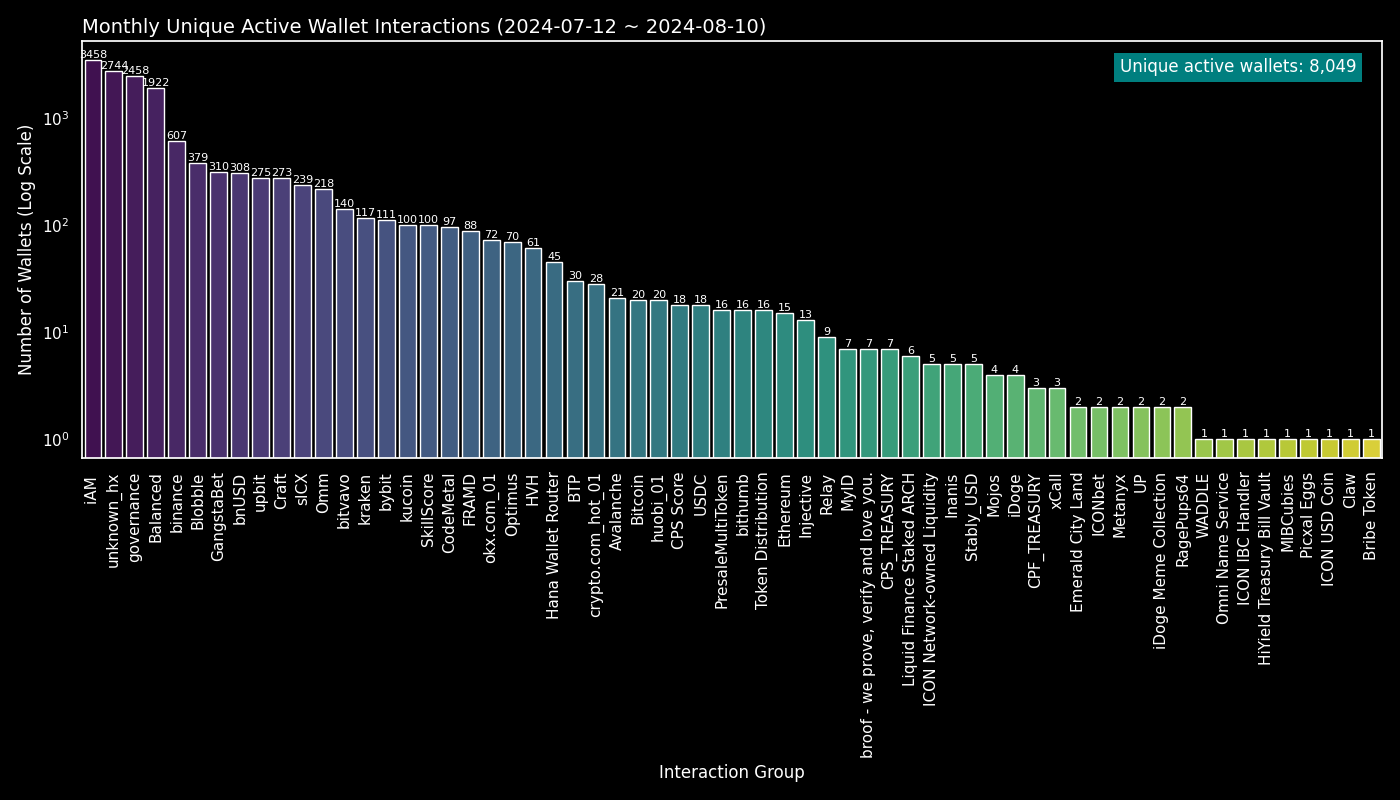 Monthly Unique Active Wallet Interactions (2024-07-12 ~ 2024-08-10)
Unique active wallets: 8,049
Number of Wallets (Log Scale)
10³
10²
10¹
10⁰
3458
2744
2458
1922
607
379
310
308
275
273
239
218
140
117
111
100
100
97
88
72
70
61
45
30
28
21
20
20
18
18
16
16
16
15
13
9
7
7
7
6
5
5
5
4
4
3
3
2
2
2
2
2
2
1
1
1
1
1
1
1
1
1
iAM
unknown_hx
governance
Balanced
binance
Blobble
GangstaBet
bnUSD
upbit
Craft
sICX
Omm
bitvavo
kraken
bybit
kucoin
SkillScore
CodeMetal
FRAMD
okx.com_01
Optimus
HVH
Hana Wallet Router
BTP
crypto.com_hot_01
Avalanche
Bitcoin
huobi_01
CPS Score
USDC
PresaleMultiToken
bithumb
Token Distribution
Ethereum
Injective
Relay
MyID
broof - we prove, verify and love you.
CPS_TREASURY
Liquid Finance Staked ARCH
ICON Network-owned Liquidity
Inanis
Stably_USD
Mojos
iDoge
CPF_TREASURY
xCall
Emerald City Land
ICONbet
Metanyx
UP
iDoge Meme Collection
RagePups64
WADDLE
Omni Name Service
ICON IBC Handler
HiYield Treasury Bill Vault
MIBCubies
Picxal Eggs
ICON USD Coin
Claw
Bribe Token
Interaction Group